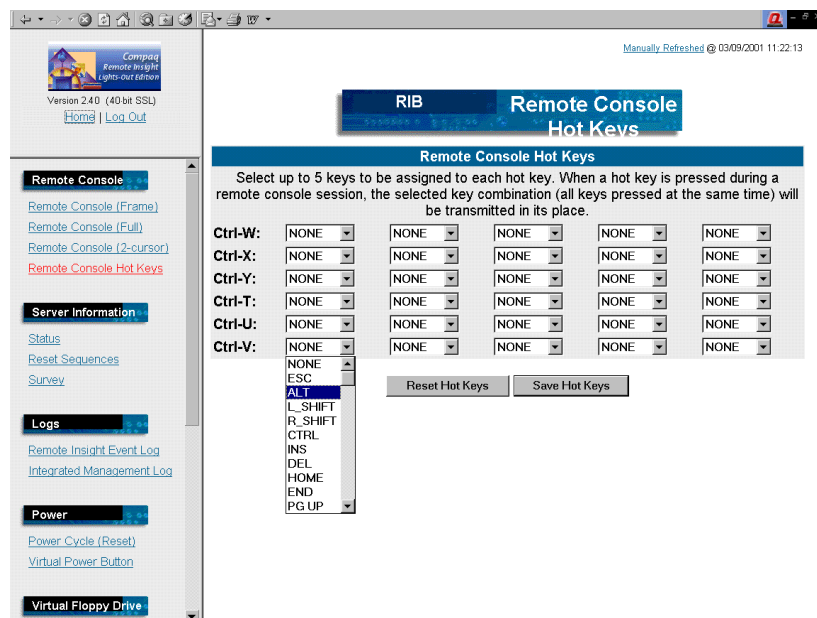 Manually Refreshed @ 03/09/2001 11:22:13
Compaq
Remote Insight
Lights-Out Edition
Version 2.40 (40-bit SSL)
Home | Log Out
RIB
Remote Console
Hot Keys
Remote Console
Remote Console (Frame)
Remote Console (Full)
Remote Console (2-cursor)
Remote Console Hot Keys
Server Information
Status
Reset Sequences
Survey
Logs
Remote Insight Event Log
Integrated Management Log
Power
Power Cycle (Reset)
Virtual Power Button
Virtual Floppy Drive
Remote Console Hot Keys
Select up to 5 keys to be assigned to each hot key. When a hot key is pressed during a
remote console session, the selected key combination (all keys pressed at the same time) will
be transmitted in its place.
Ctrl-W: NONE NONE NONE NONE NONE
Ctrl-X: NONE NONE NONE NONE NONE
Ctrl-Y: NONE NONE NONE NONE NONE
Ctrl-T: NONE NONE NONE NONE NONE
Ctrl-U: NONE NONE NONE NONE NONE
Ctrl-V: NONE NONE NONE NONE NONE
NONE
ESC
ALT
L_SHIFT
R_SHIFT
CTRL
INS
DEL
HOME
END
PG UP
Reset Hot Keys Save Hot Keys